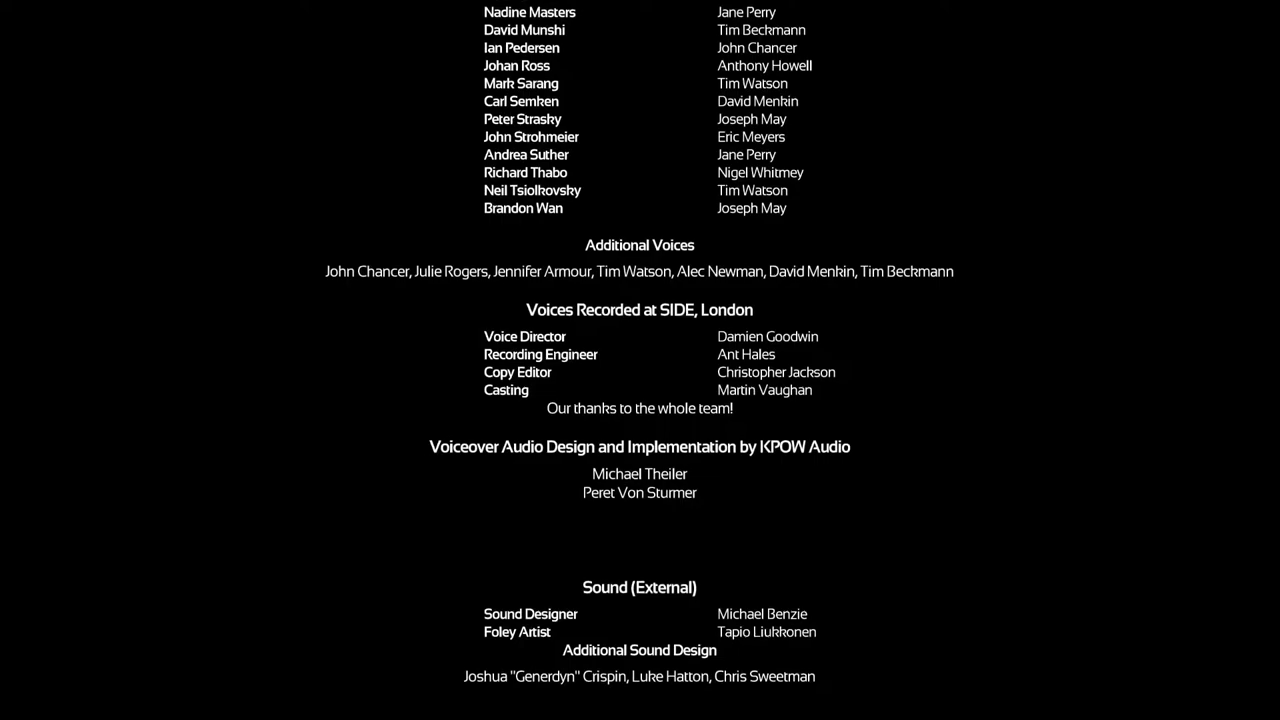 Nadine Masters Jane Perry
David Munshi Tim Beckmann
Ian Pedersen John Chancer
Johan Ross Anthony Howell
Mark Sarang Tim Watson
Carl Semken David Menkin
Peter Strasky Joseph May
John Strohmeier Eric Meyers
Andrea Suther Jane Perry
Richard Thabo Nigel Whitmey
Neil Tsiolkovsky Tim Watson
Brandon Wan Joseph May
Additional Voices
John Chancer, Julie Rogers, Jennifer Armour, Tim Watson, Alec Newman, David Menkin, Tim Beckmann
Voices Recorded at SIDE, London
Voice Director Damien Goodwin
Recording Engineer Ant Hales
Copy Editor Christopher Jackson
Casting Martin Vaughan
Our thanks to the whole team!
Voiceover Audio Design and Implementation by KPOW Audio
Michael Theiler
Peret Von Sturmer
Sound (External)
Sound Designer Michael Benzie
Foley Artist Tapio Liukkonen
Additional Sound Design
Joshua "Generdyn" Crispin, Luke Hatton, Chris Sweetman